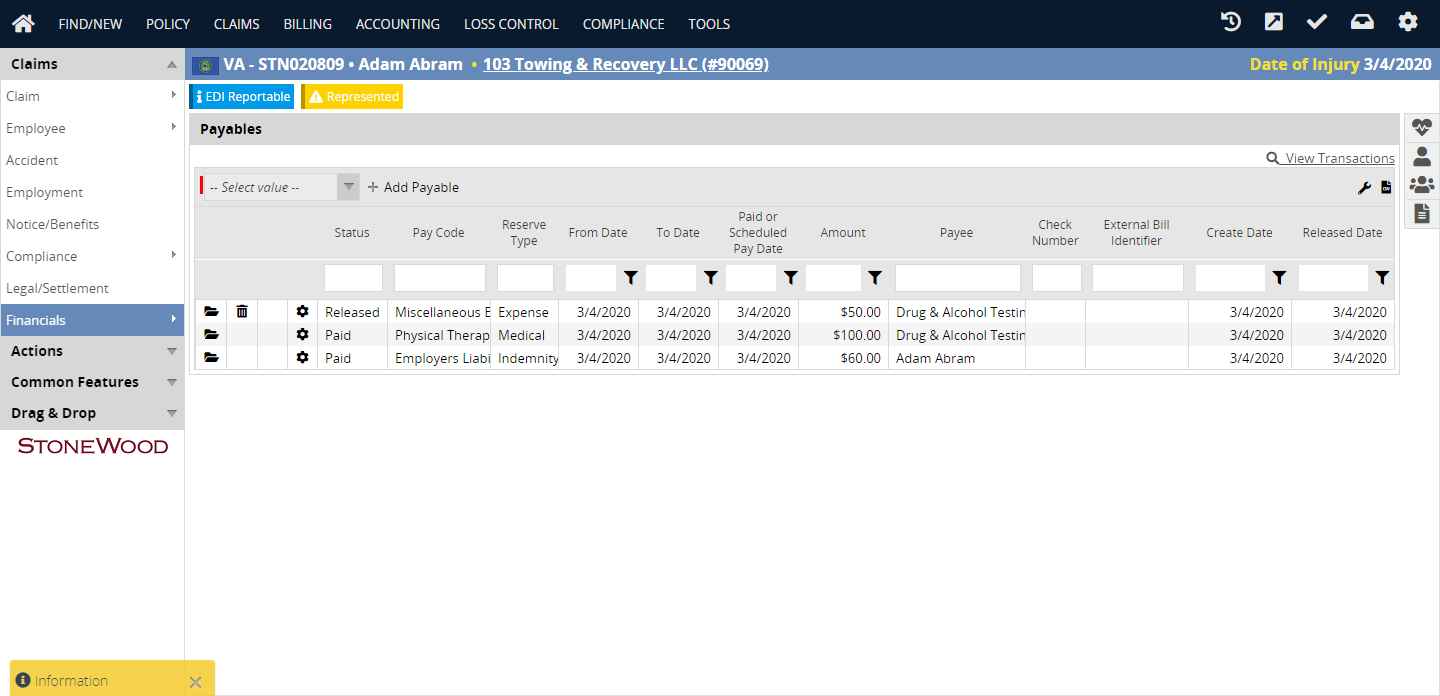 FIND/NEW POLICY CLAIMS BILLING ACCOUNTING LOSS CONTROL COMPLIANCE TOOLS
Claims
VA - STN020809 • Adam Abram • 103 Towing & Recovery LLC (#90069) Date of Injury 3/4/2020
Claim
EDI Reportable Represented
Employee
Accident
Employment
Notice/Benefits
Compliance
Legal/Settlement
Financials
Actions
Common Features
Drag & Drop
STONEWOOD
Payables
View Transactions
-- Select value -- Add Payable
Status Pay Code Reserve Type From Date To Date Paid or Scheduled Pay Date Amount Payee Check Number External Bill Identifier Create Date Released Date
Released Miscellaneous E Expense 3/4/2020 3/4/2020 3/4/2020 $50.00 Drug & Alcohol Testin 3/4/2020 3/4/2020
Paid Physical Therap Medical 3/4/2020 3/4/2020 3/4/2020 $100.00 Drug & Alcohol Testin 3/4/2020 3/4/2020
Paid Employers Liabi Indemnity 3/4/2020 3/4/2020 3/4/2020 $60.00 Adam Abram 3/4/2020 3/4/2020
Information